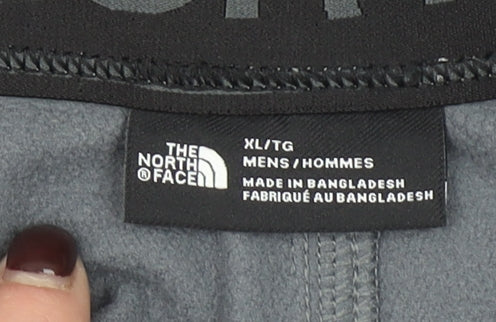 THE
NORTH
®FACE
XL/TG
MENS/HOMMES
MADE IN BANGLADESH
FABRIQUÉ AU BANGLADESH